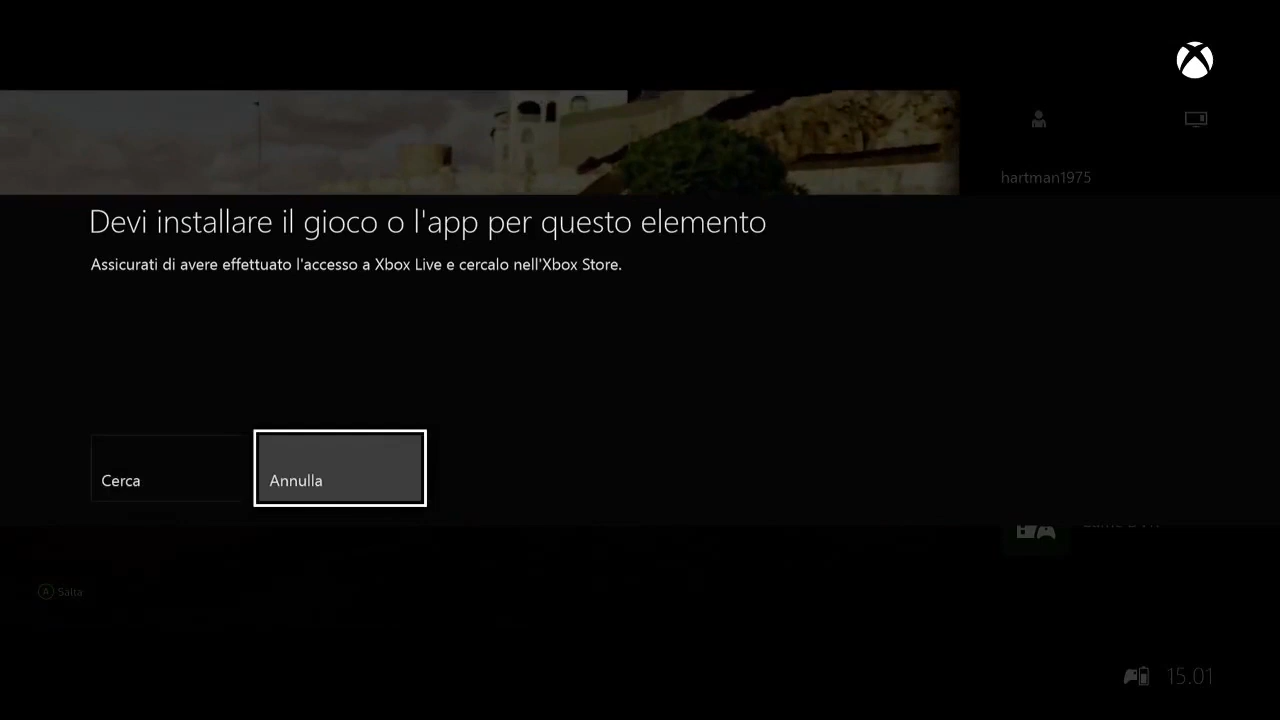 hartman1975
Devi installare il gioco o l'app per questo elemento
Assicurati di avere effettuato l'accesso a Xbox Live e cercalo nell'Xbox Store.
Cerca
Annulla
A Salta
15.01